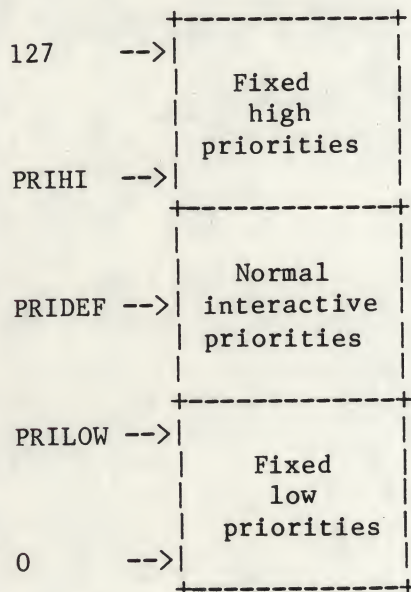 +--------------+
127 -->|
Fixed
high
priorities
PRIHI -->|
+--------------+
Normal
PRIDEF -->| interactive
priorities
+--------------+
PRILOW -->|
Fixed
low
priorities
0 -->|
+--------------+